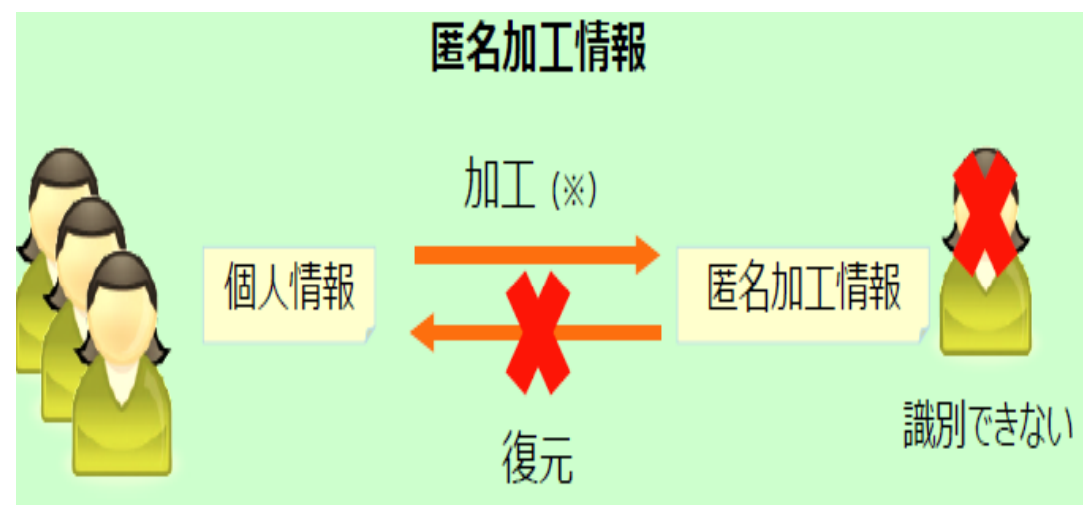 匿名加工情報
加工 (※)
個人情報
匿名加工情報
復元
識別できない